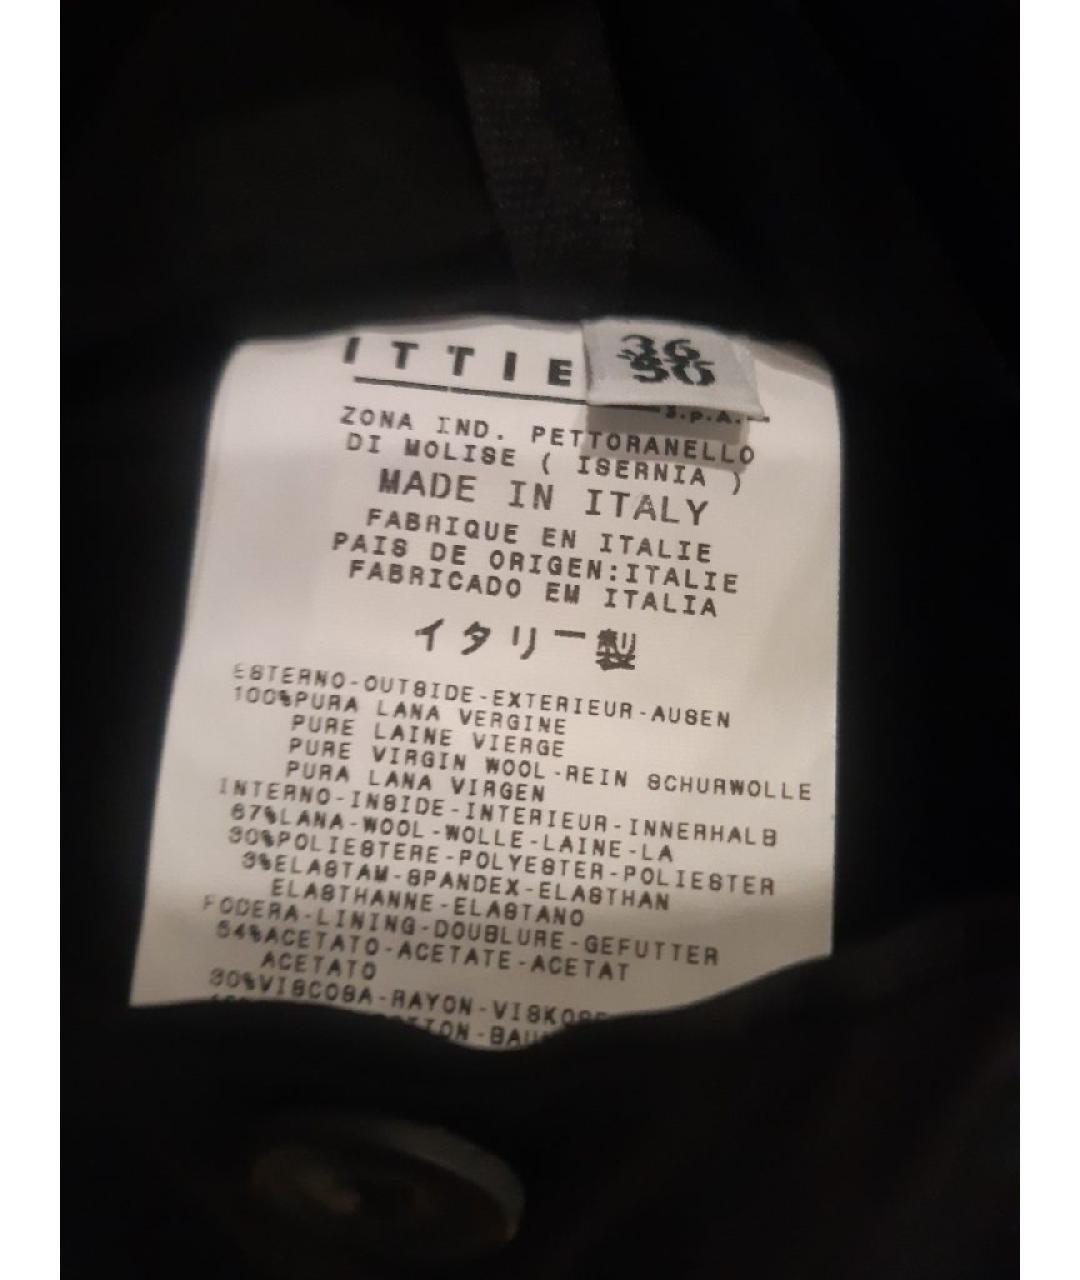 ITTIE
36
50
S.p.A.
ZONA IND. PETTORANELLO
DI MOLISE ( ISERNIA )
MADE IN ITALY
FABRIQUE EN ITALIE
PAIS DE ORIGEN:ITALIE
FABRICADO EM ITALIA
イタリー製
ESTERNO-OUTSIDE-EXTERIEUR-AUSEN
100%PURA LANA VERGINE
PURE LAINE VIERGE
PURE VIRGIN WOOL-REIN SCHURWOLLE
PURA LANA VIRGEN
INTERNO-INSIDE-INTERIEUR-INNERHALB
67%LANA-WOOL-WOLLE-LAINE-LA
30%POLIESTERE-POLYESTER-POLIESTER
3%ELASTAM-SPANDEX-ELASTHAN
ELASTHANNE-ELASTANO
FODERA-LINING-DOUBLURE-GEFUTTER
54%ACETATO-ACETATE-ACETAT
ACETATO
30%VISCOSA-RAYON-VISKOSE